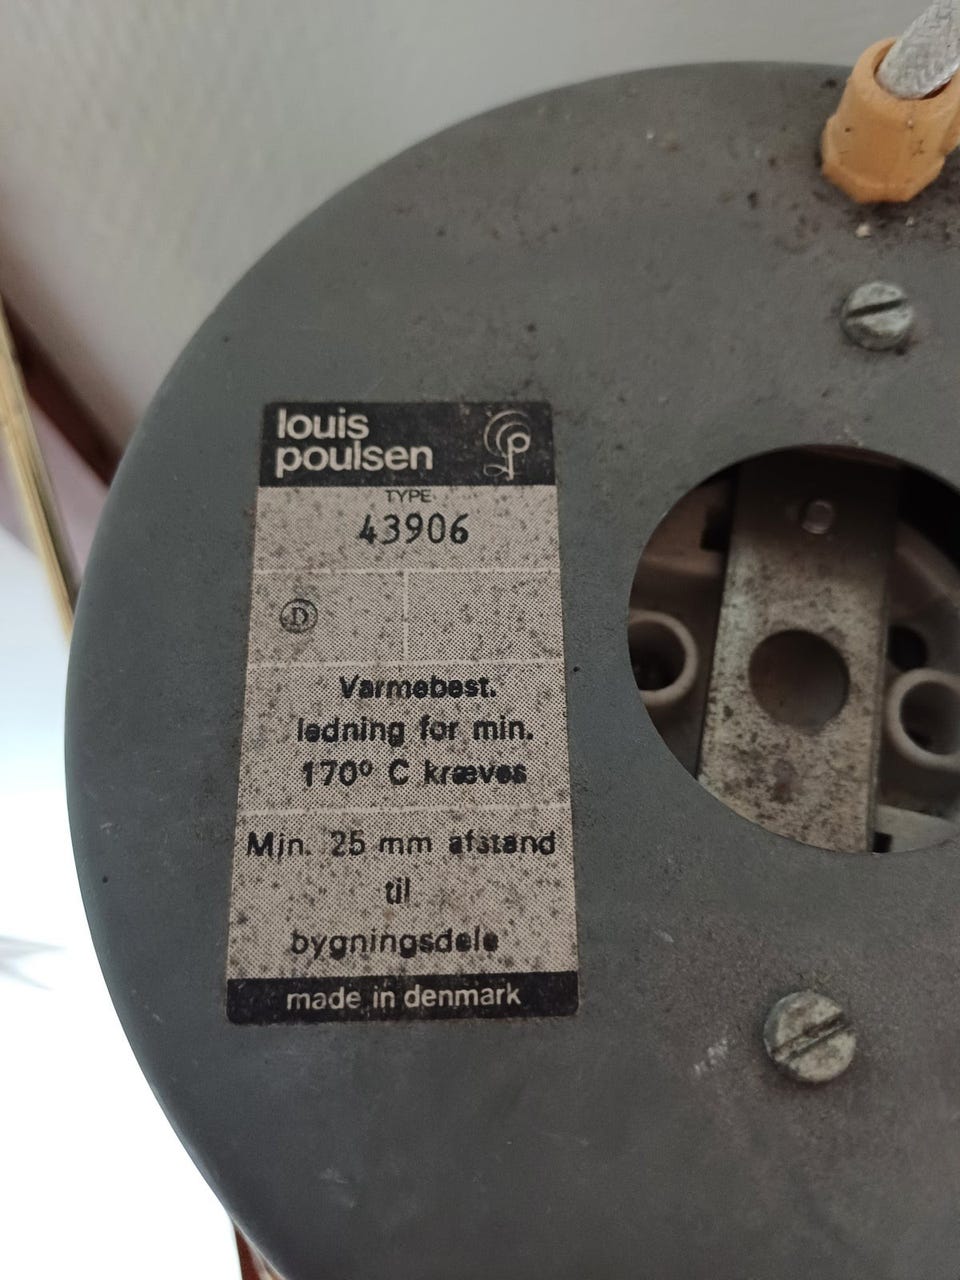 louis
poulsen
TYPE
43906
D
Varmebest.
ledning for min.
170° C kræves
Min. 25 mm afstand
til
bygningsdele
made in denmark